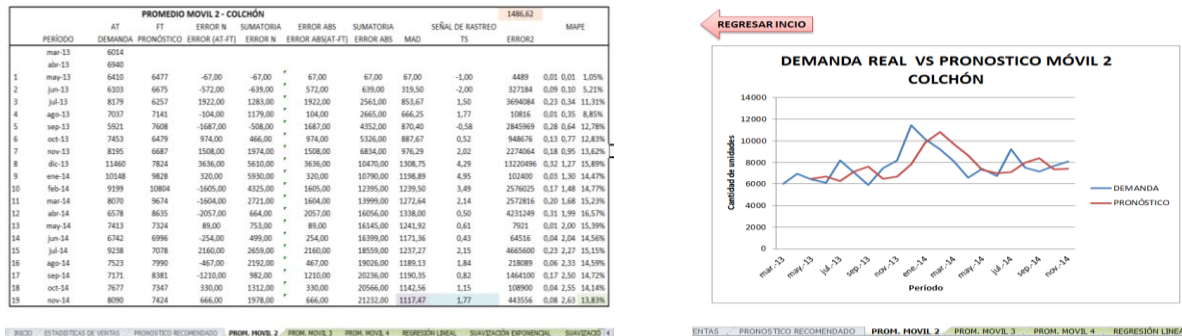 PROMEDIO MOVIL 2 - COLCHÓN 1486,62
AT FT ERROR N SUMATORIA ERROR ABS SUMATORIA SEÑAL DE RASTREO MAPE
PERÍODO DEMANDA PRONÓSTICO ERROR (AT-FT) ERROR N ERROR ABS(AT-FT) ERROR ABS MAD TS ERROR2
mar-13 6014
abr-13 6940
1 may-13 6410 6477 -67,00 -67,00 67,00 67,00 67,00 -1,00 4489 0,01 0,01 1,05%
2 jun-13 6103 6675 -572,00 -639,00 572,00 639,00 319,50 -2,00 327184 0,09 0,10 5,21%
3 jul-13 8179 6257 1922,00 1283,00 1922,00 2561,00 853,67 1,50 3694084 0,23 0,34 11,31%
4 ago-13 7037 7141 -104,00 1179,00 104,00 2665,00 666,25 1,77 10816 0,01 0,35 8,85%
5 sep-13 5921 7608 -1687,00 -508,00 1687,00 4352,00 870,40 -0,58 2845969 0,28 0,64 12,78%
6 oct-13 7453 6479 974,00 466,00 974,00 5326,00 887,67 0,52 948676 0,13 0,77 12,83%
7 nov-13 8195 6687 1508,00 1974,00 1508,00 6834,00 976,29 2,02 2274064 0,18 0,95 13,62%
8 dic-13 11460 7824 3636,00 5610,00 3636,00 10470,00 1308,75 4,29 13220496 0,32 1,27 15,89%
9 ene-14 10148 9828 320,00 5930,00 320,00 10790,00 1198,89 4,95 102400 0,03 1,30 14,47%
10 feb-14 9199 10804 -1605,00 4325,00 1605,00 12395,00 1239,50 3,49 2576025 0,17 1,48 14,77%
11 mar-14 8070 9674 -1604,00 2721,00 1604,00 13999,00 1272,64 2,14 2572816 0,20 1,68 15,23%
12 abr-14 6578 8635 -2057,00 664,00 2057,00 16056,00 1338,00 0,50 4231249 0,31 1,99 16,57%
13 may-14 7413 7324 89,00 753,00 89,00 16145,00 1241,92 0,61 7921 0,01 2,00 15,39%
14 jun-14 6742 6996 -254,00 499,00 254,00 16399,00 1171,36 0,43 64516 0,04 2,04 14,56%
15 jul-14 9238 7078 2160,00 2659,00 2160,00 18559,00 1237,27 2,15 4665600 0,23 2,27 15,15%
16 ago-14 7523 7990 -467,00 2192,00 467,00 19026,00 1189,13 1,84 218089 0,06 2,33 14,59%
17 sep-14 7171 8381 -1210,00 982,00 1210,00 20236,00 1190,35 0,82 1464100 0,17 2,50 14,72%
18 oct-14 7677 7347 330,00 1312,00 330,00 20566,00 1142,56 1,15 108900 0,04 2,55 14,14%
19 nov-14 8090 7424 666,00 1978,00 666,00 21232,00 1117,47 1,77 443556 0,08 2,63 13,83%
INICIO ESTADISTICAS DE VENTAS PRONOSTICO RECOMENDADO PROM. MOVIL 2 PROM. MOVIL 3 PROM. MOVIL 4 REGRESIÓN LINEAL SUAVIZACIÓN EXPONENCIAL SUAVIZACIÓ
REGRESAR INCIO
DEMANDA REAL VS PRONOSTICO MÓVIL 2
COLCHÓN
Cantidad de unidades
14000
12000
10000
8000
6000
4000
2000
0
mar.-13 may.-13 jul.-13 sep.-13 nov.-13 ene.-14 mar.-14 may.-14 jul.-14 sep.-14 nov.-14
Período
DEMANDA
PRONÓSTICO
ENTAS PRONOSTICO RECOMENDADO PROM. MOVIL 2 PROM. MOVIL 3 PROM. MOVIL 4 REGRESIÓN LINEA